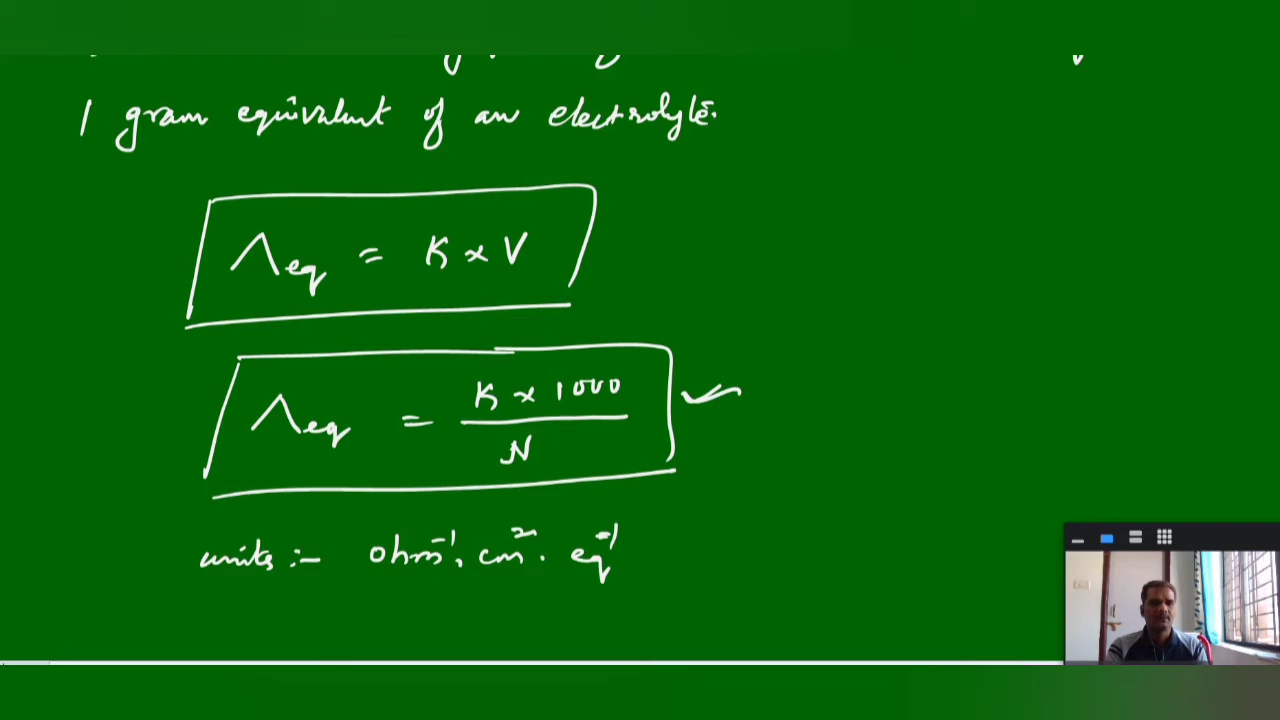 1 gram equivalent of an electrolyte.
Λeq = K × V
Λeq = K × 1000 / N
units :- ohm⁻¹. cm². eq⁻¹